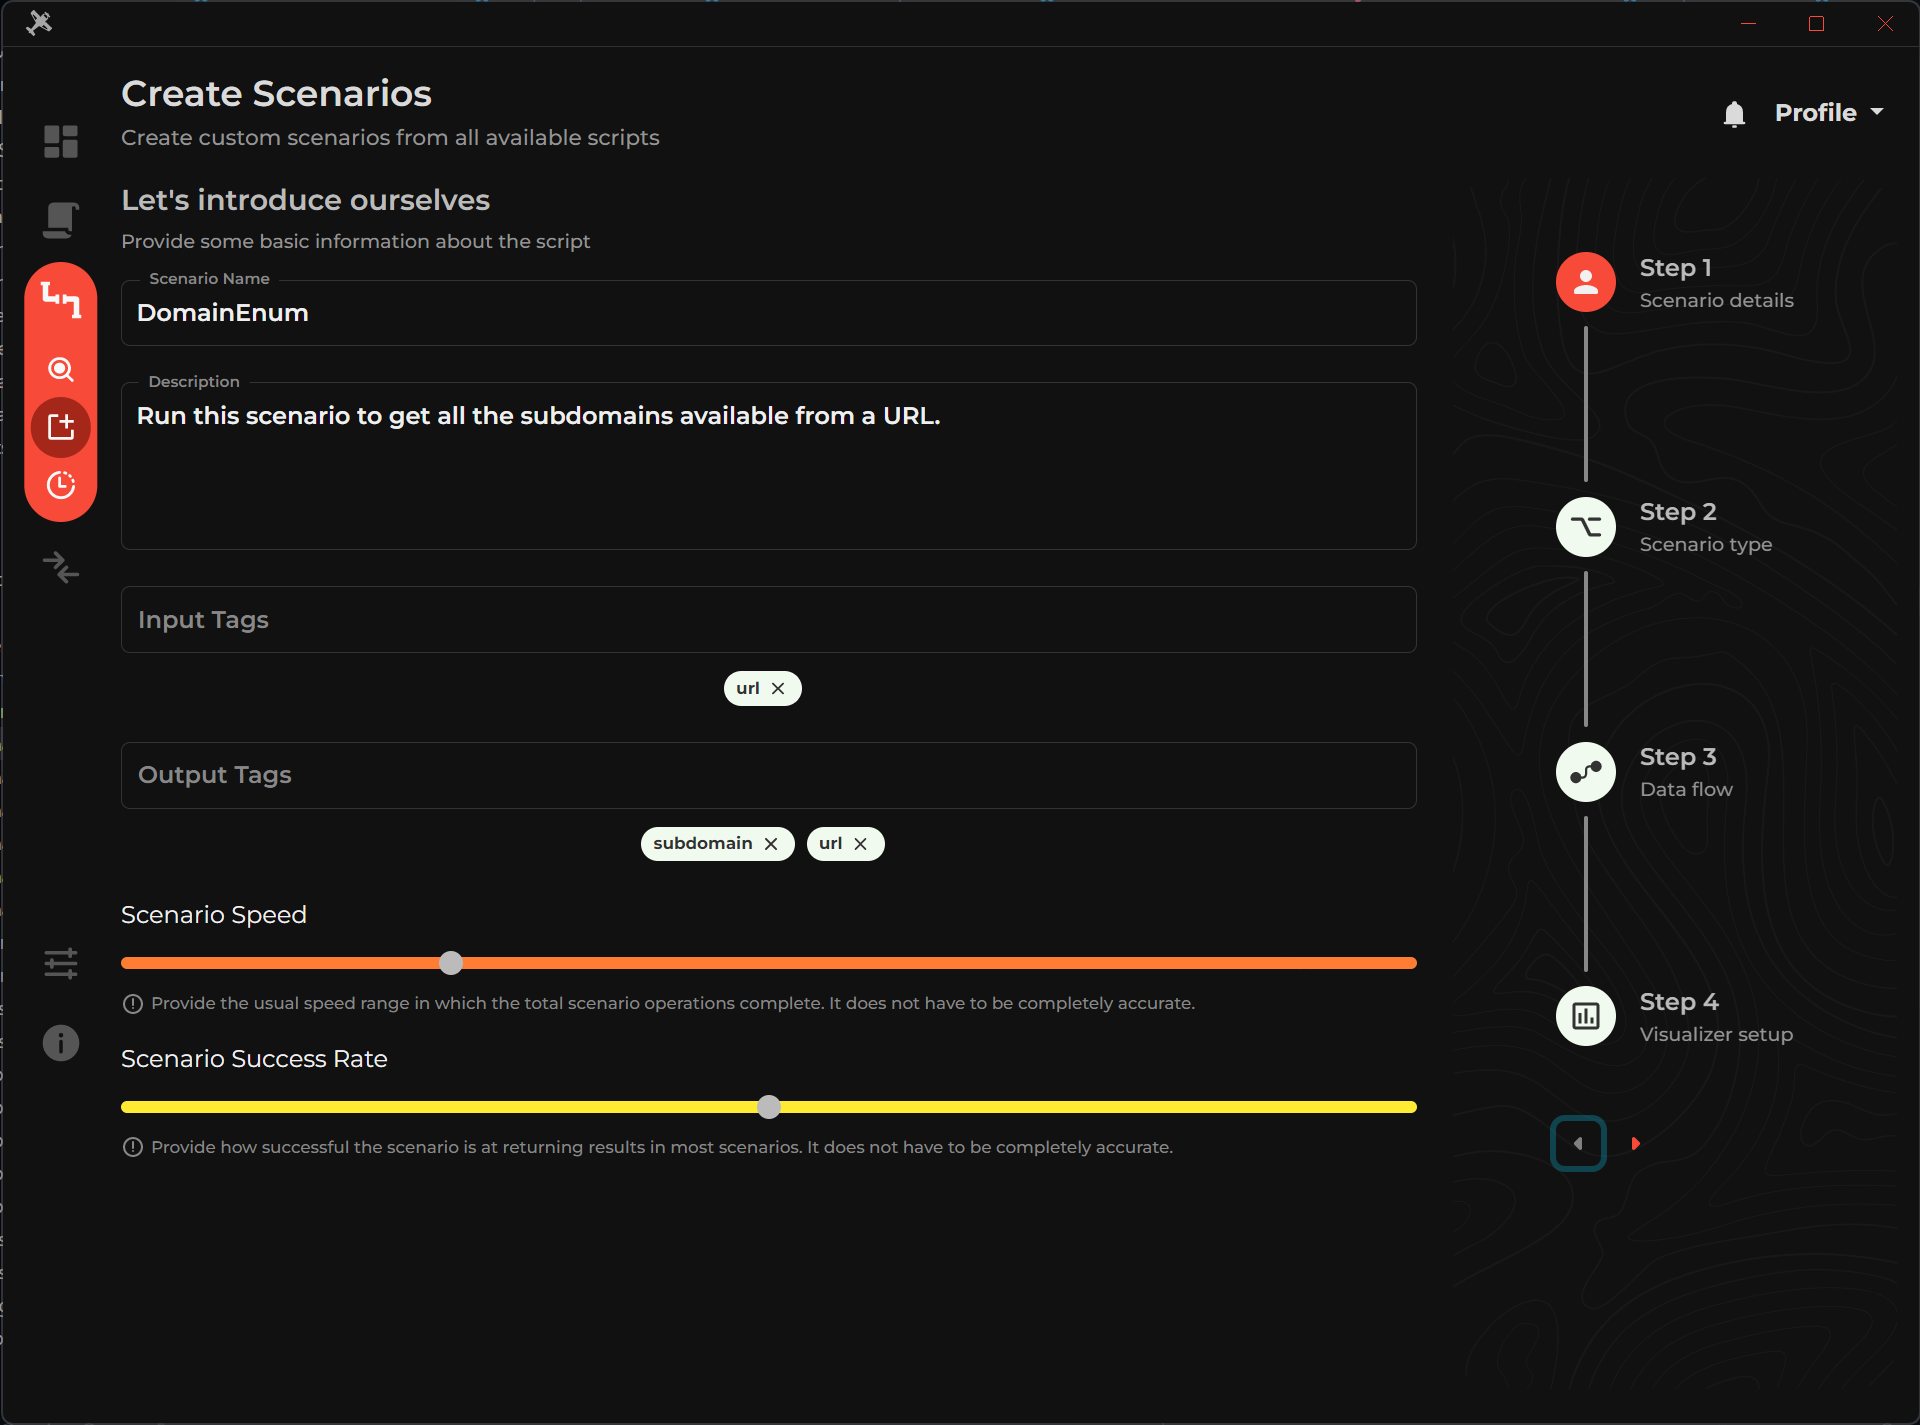 Create Scenarios
Create custom scenarios from all available scripts
Profile
Let's introduce ourselves
Provide some basic information about the script
Scenario Name
DomainEnum
Description
Run this scenario to get all the subdomains available from a URL.
Input Tags
url
Output Tags
subdomain url
Scenario Speed
Provide the usual speed range in which the total scenario operations complete. It does not have to be completely accurate.
Scenario Success Rate
Provide how successful the scenario is at returning results in most scenarios. It does not have to be completely accurate.
Step 1
Scenario details
Step 2
Scenario type
Step 3
Data flow
Step 4
Visualizer setup